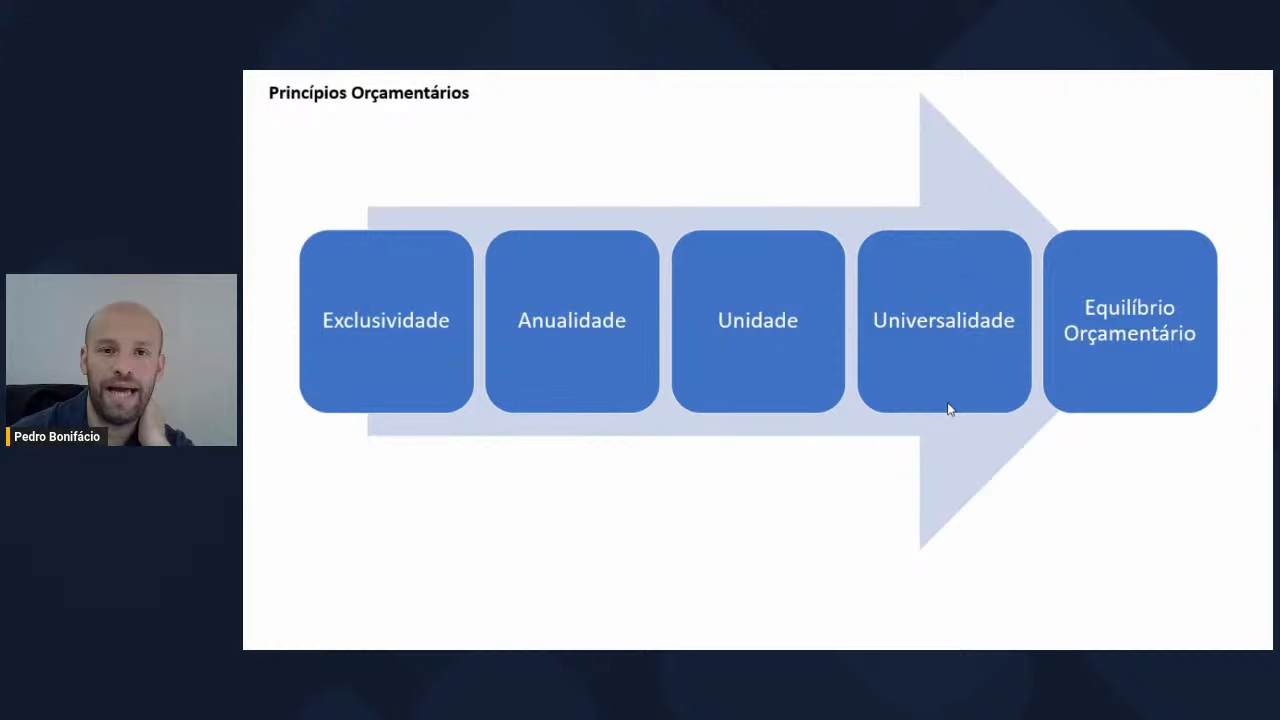 Princípios Orçamentários
Exclusividade
Anualidade
Unidade
Universalidade
Equilíbrio
Orçamentário
Pedro Bonifácio